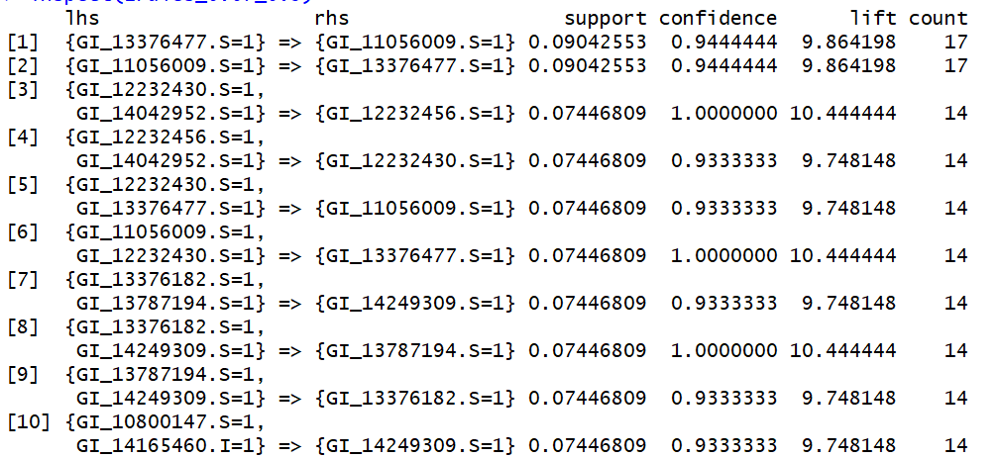 lhs rhs support confidence lift count
[1] {GI_13376477.S=1} => {GI_11056009.S=1} 0.09042553 0.9444444 9.864198 17
[2] {GI_11056009.S=1} => {GI_13376477.S=1} 0.09042553 0.9444444 9.864198 17
[3] {GI_12232430.S=1,
GI_14042952.S=1} => {GI_12232456.S=1} 0.07446809 1.0000000 10.444444 14
[4] {GI_12232456.S=1,
GI_14042952.S=1} => {GI_12232430.S=1} 0.07446809 0.9333333 9.748148 14
[5] {GI_12232430.S=1,
GI_13376477.S=1} => {GI_11056009.S=1} 0.07446809 0.9333333 9.748148 14
[6] {GI_11056009.S=1,
GI_12232430.S=1} => {GI_13376477.S=1} 0.07446809 1.0000000 10.444444 14
[7] {GI_13376182.S=1,
GI_13787194.S=1} => {GI_14249309.S=1} 0.07446809 0.9333333 9.748148 14
[8] {GI_13376182.S=1,
GI_14249309.S=1} => {GI_13787194.S=1} 0.07446809 1.0000000 10.444444 14
[9] {GI_13787194.S=1,
GI_14249309.S=1} => {GI_13376182.S=1} 0.07446809 0.9333333 9.748148 14
[10] {GI_10800147.S=1,
GI_14165460.I=1} => {GI_14249309.S=1} 0.07446809 0.9333333 9.748148 14